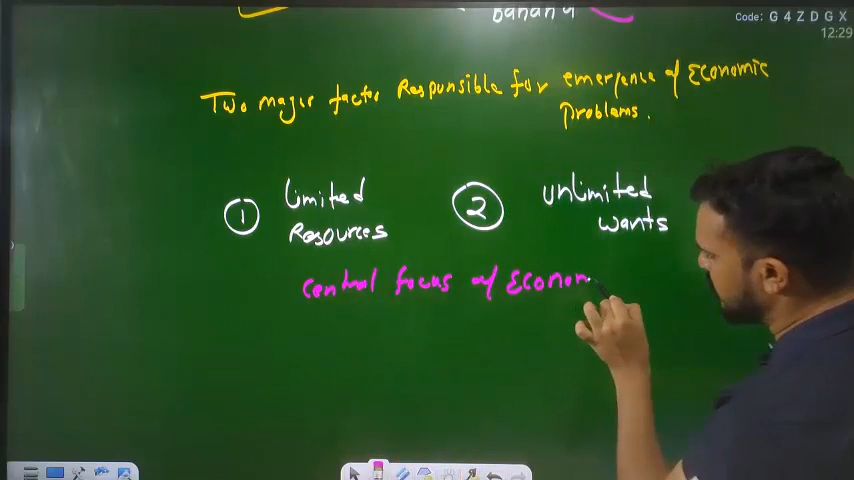 banana
Code: G 4 Z D G X
12:29
Two major factor Responsible for emergence of Economic
problems.
1 limited
Resources
2 unlimited
wants
central focus of Econom